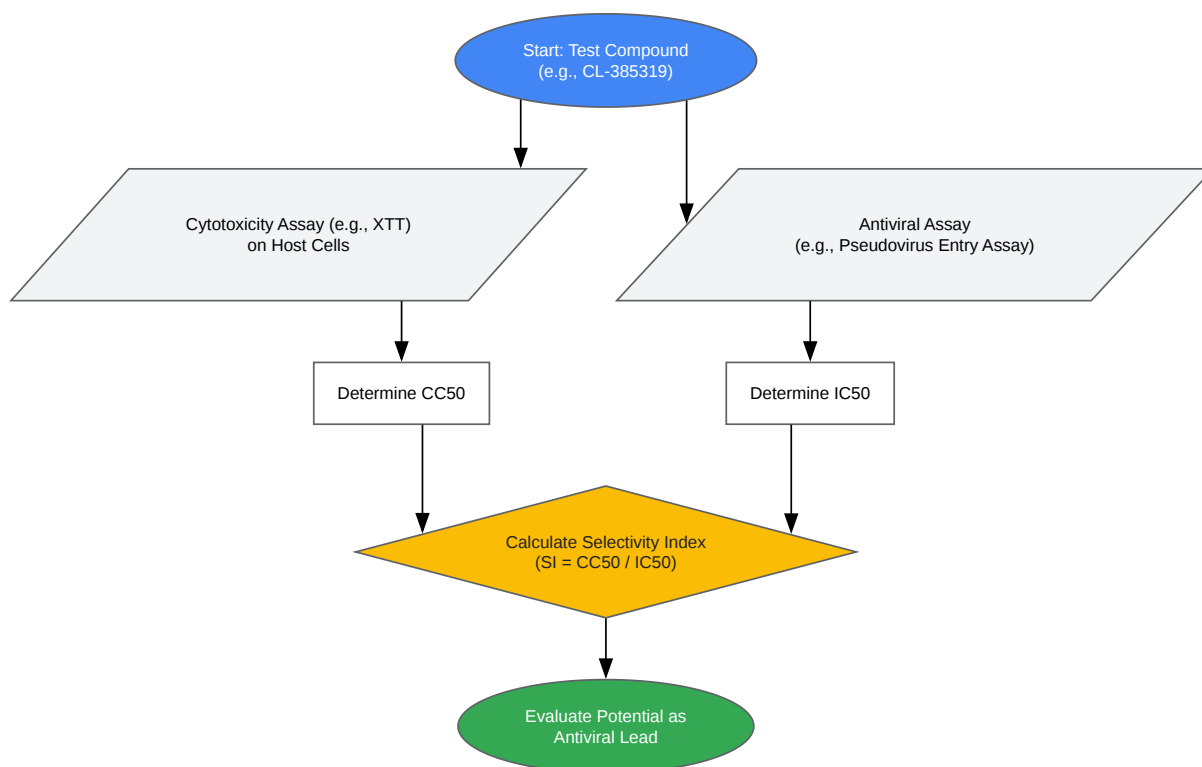 Start: Test Compound
(e.g., CL-385319)
Cytotoxicity Assay (e.g., XTT)
on Host Cells
Antiviral Assay
(e.g., Pseudovirus Entry Assay)
Determine CC50
Determine IC50
Calculate Selectivity Index
(SI = CC50 / IC50)
Evaluate Potential as
Antiviral Lead